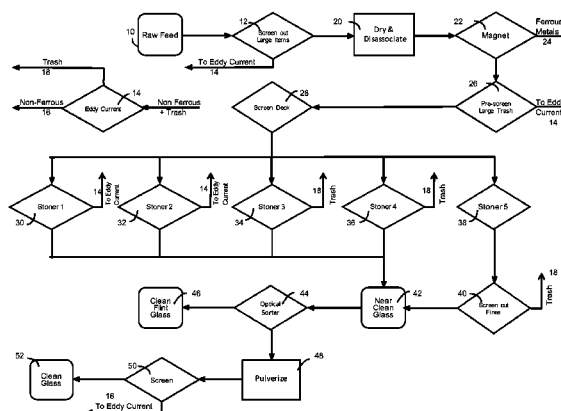 10
Raw Feed
12
Screen out
Large Items
To Eddy Current
14
20
Dry &
Disassociate
22
Magnet
Ferrous
Metals
24
Trash
18
Non-Ferrous
16
Eddy Current
14
Non Ferrous
+ Trash
28
Screen Deck
26
Pre-screen
Large Trash
To Eddy
Current
14
Stoner 1
30
14
To Eddy
Current
Stoner 2
32
14
To Eddy
Current
Stoner 3
34
18
Trash
Stoner 4
36
18
Trash
Stoner 5
38
46
Clean
Flint
Glass
44
Optical
Sorter
42
Near
Clean
Glass
40
Screen out
Fines
18
Trash
52
Clean
Glass
50
Screen
48
Pulverize
16
To Eddy Current